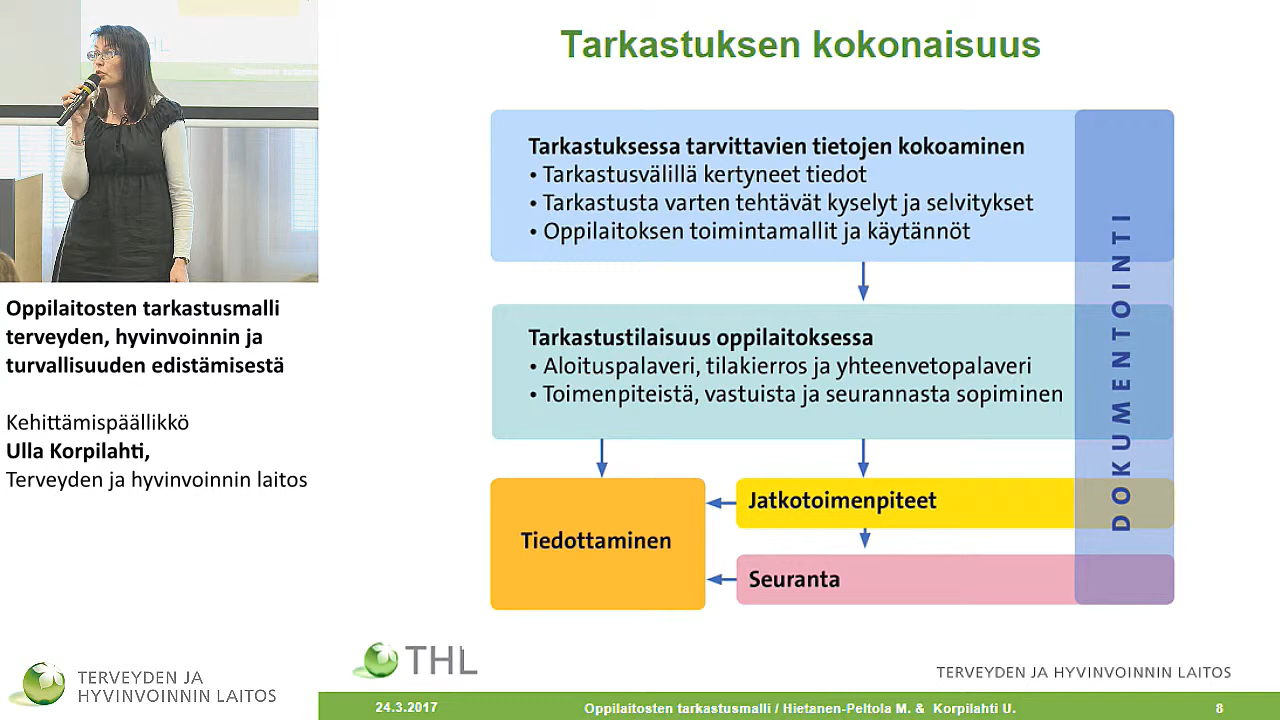 THL
Oppilaitosten tarkastusmalli
terveyden, hyvinvoinnin ja
turvallisuuden edistämisestä
Kehittämispäällikkö
Ulla Korpilahti,
Terveyden ja hyvinvoinnin laitos
TERVEYDEN JA
HYVINVOINNIN LAITOS
Tarkastuksen kokonaisuus
Tarkastuksessa tarvittavien tietojen kokoaminen
• Tarkastusvälillä kertyneet tiedot
• Tarkastusta varten tehtävät kyselyt ja selvitykset
• Oppilaitoksen toimintamallit ja käytännöt
Tarkastustilaisuus oppilaitoksessa
• Aloituspalaveri, tilakierros ja yhteenvetopalaveri
• Toimenpiteistä, vastuista ja seurannasta sopiminen
Tiedottaminen
Jatkotoimenpiteet
Seuranta
DOKUMENTOINTI
THL
TERVEYDEN JA HYVINVOINNIN LAITOS
24.3.2017
Oppilaitosten tarkastusmalli / Hietanen-Peltola M. & Korpilahti U.
8